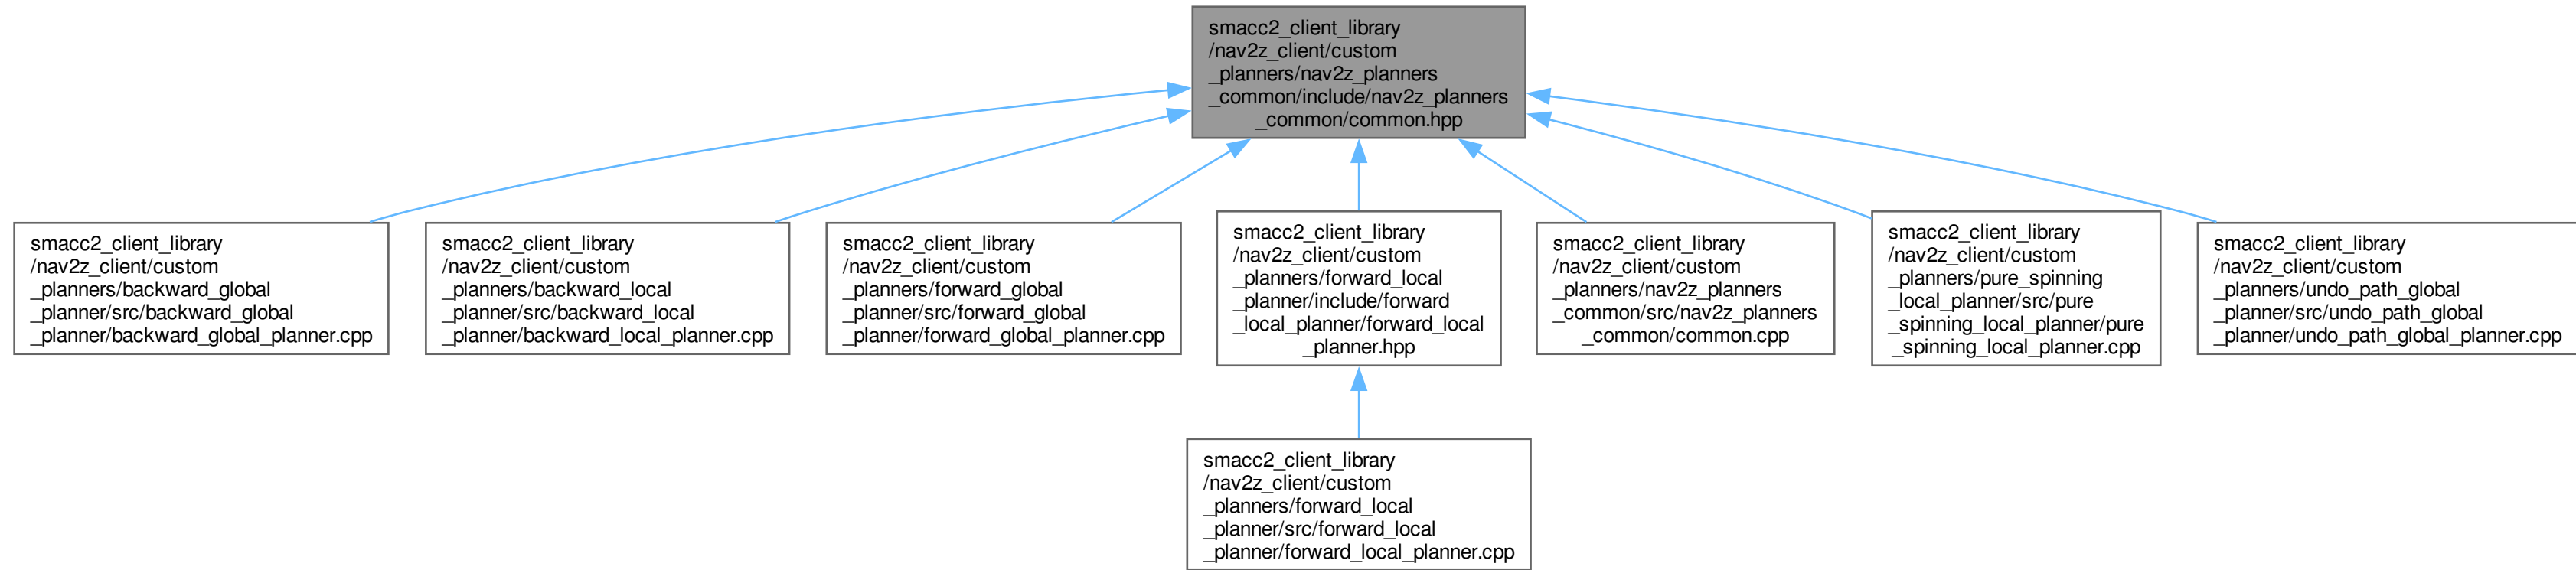 smacc2_client_library
/nav2z_client/custom
_planners/nav2z_planners
_common/include/nav2z_planners
_common/common.hpp
smacc2_client_library
/nav2z_client/custom
_planners/backward_global
_planner/src/backward_global
_planner/backward_global_planner.cpp
smacc2_client_library
/nav2z_client/custom
_planners/backward_local
_planner/src/backward_local
_planner/backward_local_planner.cpp
smacc2_client_library
/nav2z_client/custom
_planners/forward_global
_planner/src/forward_global
_planner/forward_global_planner.cpp
smacc2_client_library
/nav2z_client/custom
_planners/forward_local
_planner/include/forward
_local_planner/forward_local
_planner.hpp
smacc2_client_library
/nav2z_client/custom
_planners/nav2z_planners
_common/src/nav2z_planners
_common/common.cpp
smacc2_client_library
/nav2z_client/custom
_planners/pure_spinning
_local_planner/src/pure
_spinning_local_planner/pure
_spinning_local_planner.cpp
smacc2_client_library
/nav2z_client/custom
_planners/undo_path_global
_planner/src/undo_path_global
_planner/undo_path_global_planner.cpp
smacc2_client_library
/nav2z_client/custom
_planners/forward_local
_planner/src/forward_local
_planner/forward_local_planner.cpp